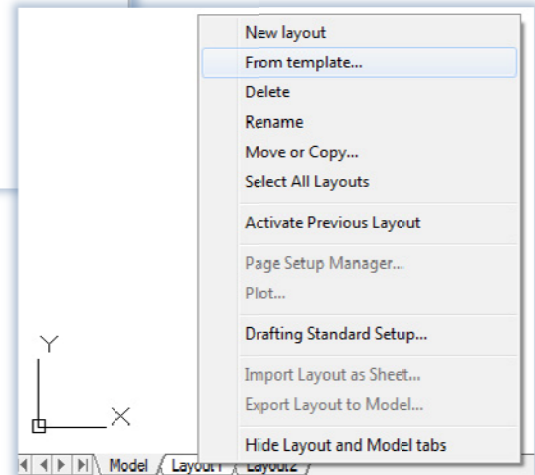 New layout
From template...
Delete
Rename
Move or Copy...
Select All Layouts
Activate Previous Layout
Page Setup Manager...
Plot...
Drafting Standard Setup...
Import Layout as Sheet...
Export Layout to Model...
Hide Layout and Model tabs
Y
X
Model Layout1 Layout2